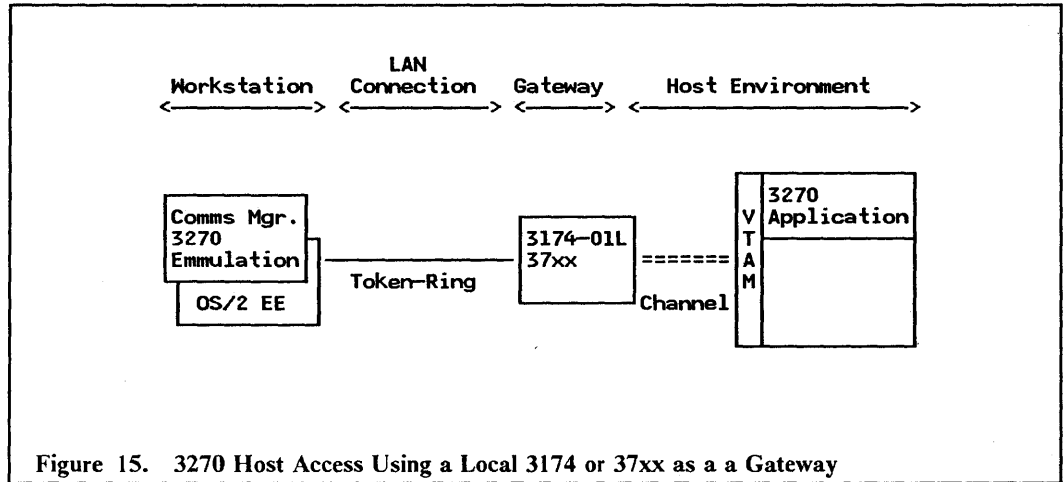 LAN
Workstation Connection Gateway Host Environment
<----------> <----------> <------> <------------------->
Comms Mgr.
3270
Emmulation
OS/2 EE
Token-Ring
3174-01L
37xx
=======
Channel
VTAM
3270
Application
Figure 15. 3270 Host Access Using a Local 3174 or 37xx as a a Gateway